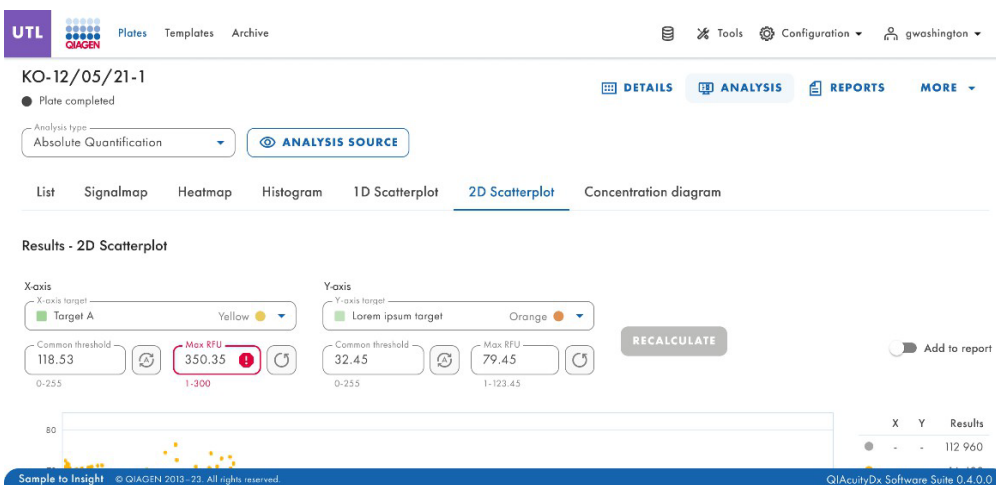 UTL QIAGEN Plates Templates Archive Tools Configuration gwashington
KO-12/05/21-1
Plate completed
DETAILS ANALYSIS REPORTS MORE
Analysis type
Absolute Quantification
ANALYSIS SOURCE
List Signalmap Heatmap Histogram 1D Scatterplot 2D Scatterplot Concentration diagram
Results - 2D Scatterplot
X-axis Y-axis
X-axis target Y-axis target
Target A Yellow Lorem ipsum target Orange
Common threshold Max RFU Common threshold Max RFU
118.53 A 350.35 ! 32.45 A 79.45
RECALCULATE
Add to report
0-255 1-300 0-255 1-123.45
X Y Results
80
- - 112 960
Sample to Insight © QIAGEN 2013-23. All rights reserved. QIAcuityDx Software Suite 0.4.0.0